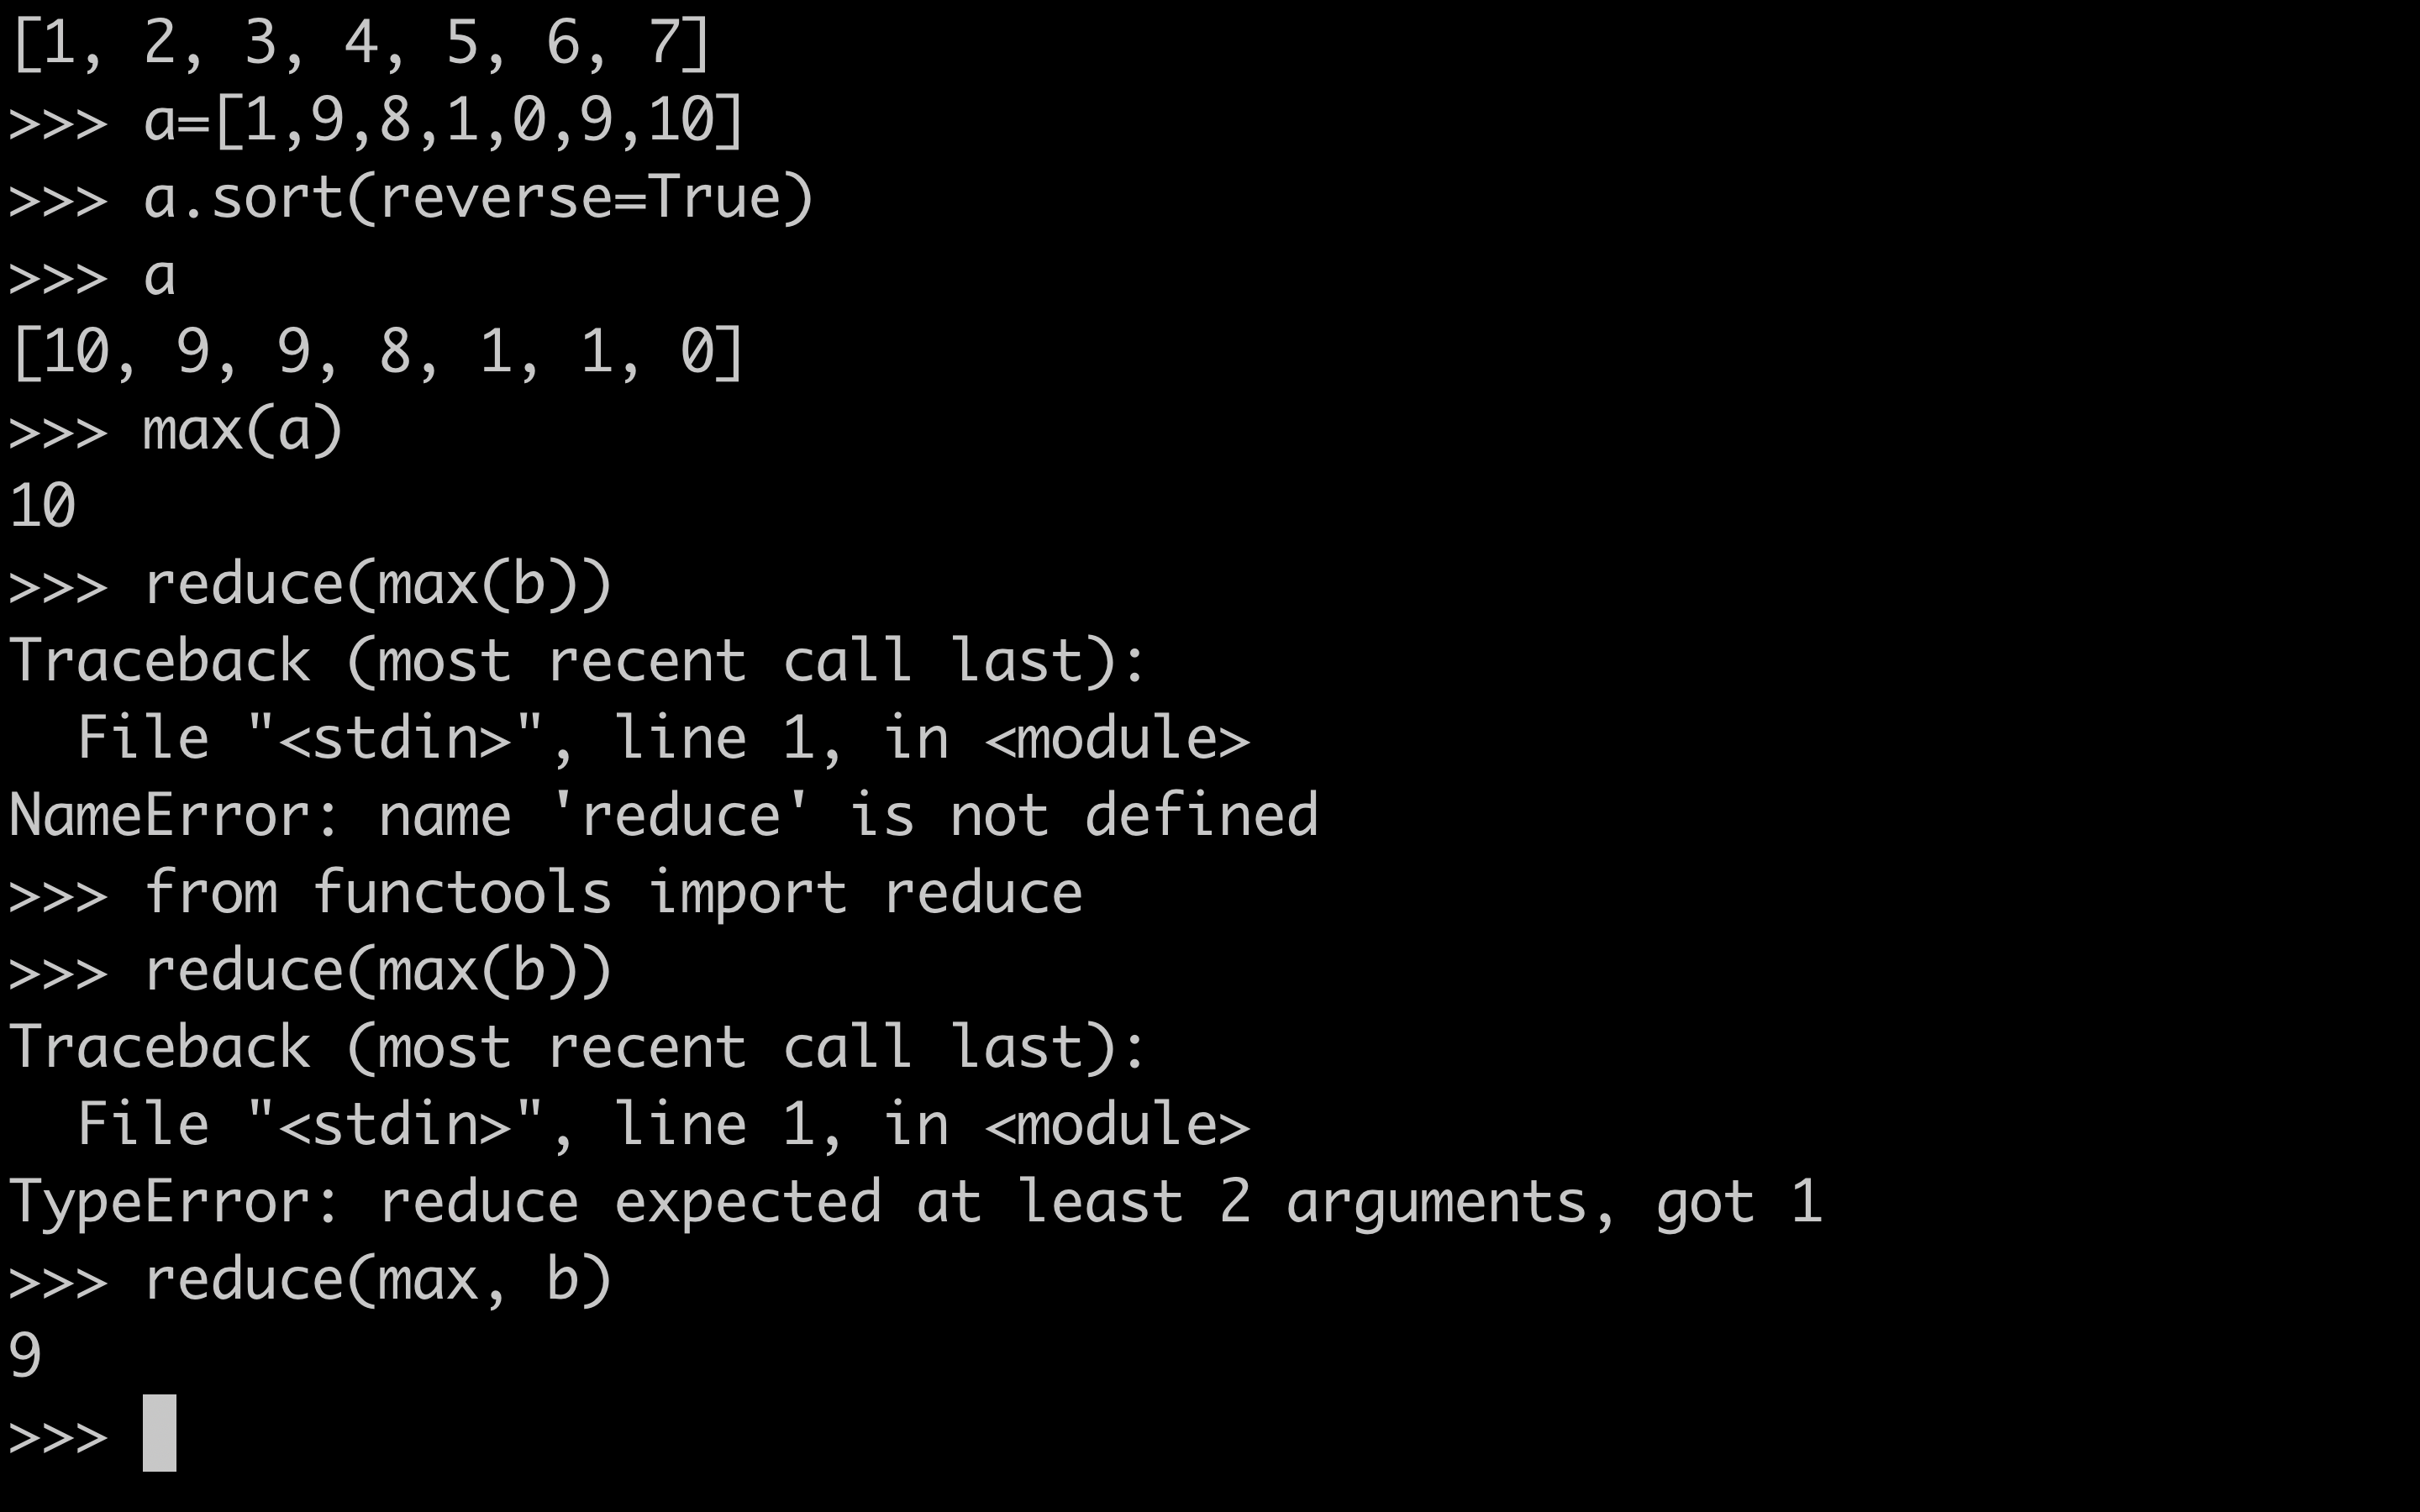 [1, 2, 3, 4, 5, 6, 7]
>>> a=[1,9,8,1,0,9,10]
>>> a.sort(reverse=True)
>>> a
[10, 9, 9, 8, 1, 1, 0]
>>> max(a)
10
>>> reduce(max(b))
Traceback (most recent call last):
  File "<stdin>", line 1, in <module>
NameError: name 'reduce' is not defined
>>> from functools import reduce
>>> reduce(max(b))
Traceback (most recent call last):
  File "<stdin>", line 1, in <module>
TypeError: reduce expected at least 2 arguments, got 1
>>> reduce(max, b)
9
>>>